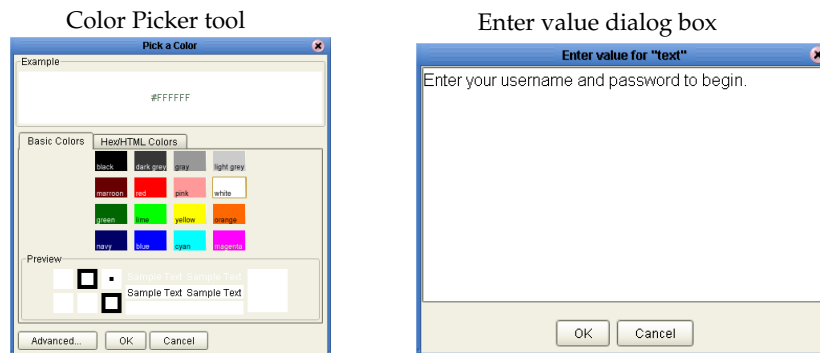 Color Picker tool
Pick a Color
Example
#FFFFFF
Basic Colors Hex/HTML Colors
black dark grey gray light grey
marroon red pink white
green lime yellow orange
navy blue cyan magenta
Preview
Sample Text Sample Text
Sample Text Sample Text
Advanced... OK Cancel
Enter value dialog box
Enter value for "text"
Enter your username and password to begin.
OK Cancel